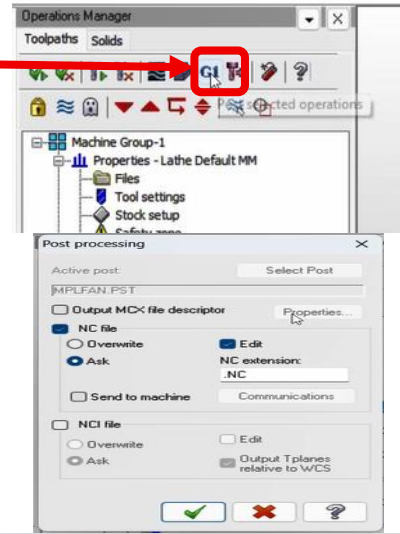 Operations Manager
Toolpaths Solids
G1
Post selected operations
Machine Group-1
Properties - Lathe Default MM
Files
Tool settings
Stock setup
Safety zone
Post processing
Active post:
Select Post
MPLFAN.PST
Output MCX file descriptor
Properties...
NC file
Overwrite
Edit
Ask
NC extension:
.NC
Send to machine
Communications
NCI file
Overwrite
Edit
Ask
Output Tplanes
relative to WCS